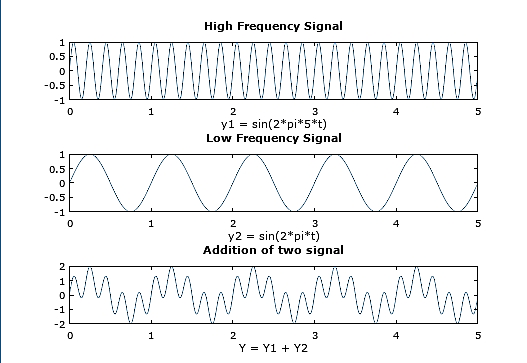 High Frequency Signal
1
0.5
0
-0.5
-1
0 1 2 3 4 5
y1 = sin(2*pi*5*t)
Low Frequency Signal
1
0.5
0
-0.5
-1
0 1 2 3 4 5
y2 = sin(2*pi*t)
Addition of two signal
2
1
0
-1
-2
0 1 2 3 4 5
Y = Y1 + Y2